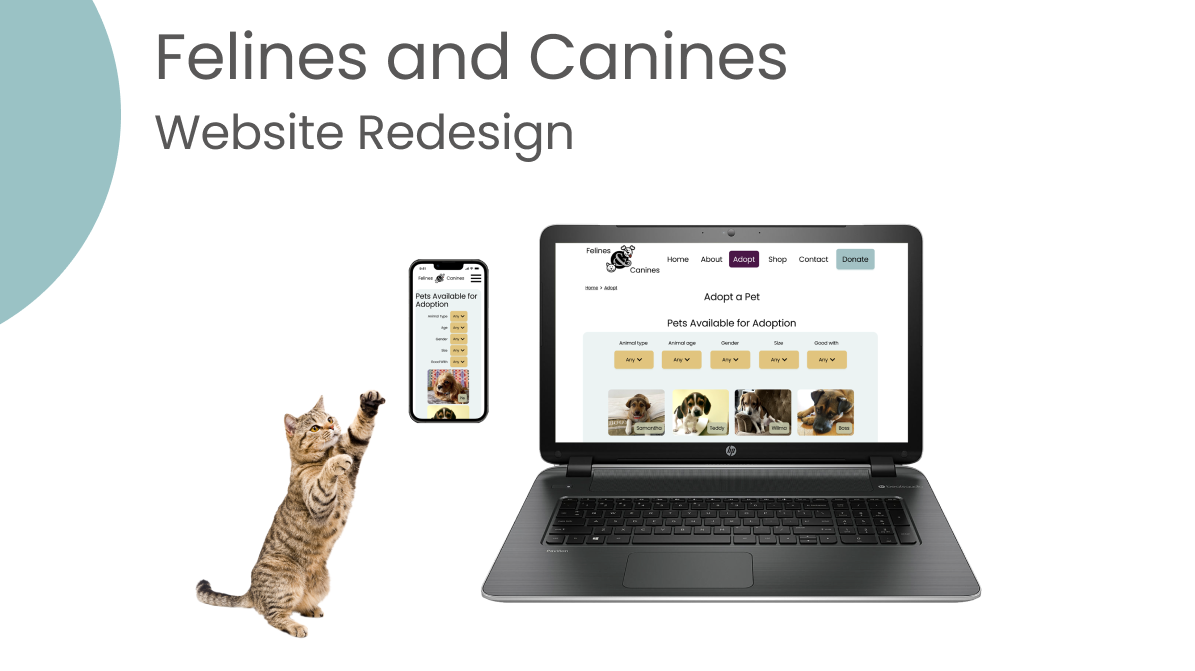 Felines and Canines
Website Redesign
9:41
Felines Canines
Pets Available for
Adoption
Animal type Any
Age Any
Gender Any
Size Any
Good With Any
Felines
&
Canines
Home About Adopt Shop Contact Donate
Home > Adopt
Adopt a Pet
Pets Available for Adoption
Animal type Animal age Gender Size Good with
Any Any Any Any Any
Samantha Teddy Wilma Boss
hp
Pavilion